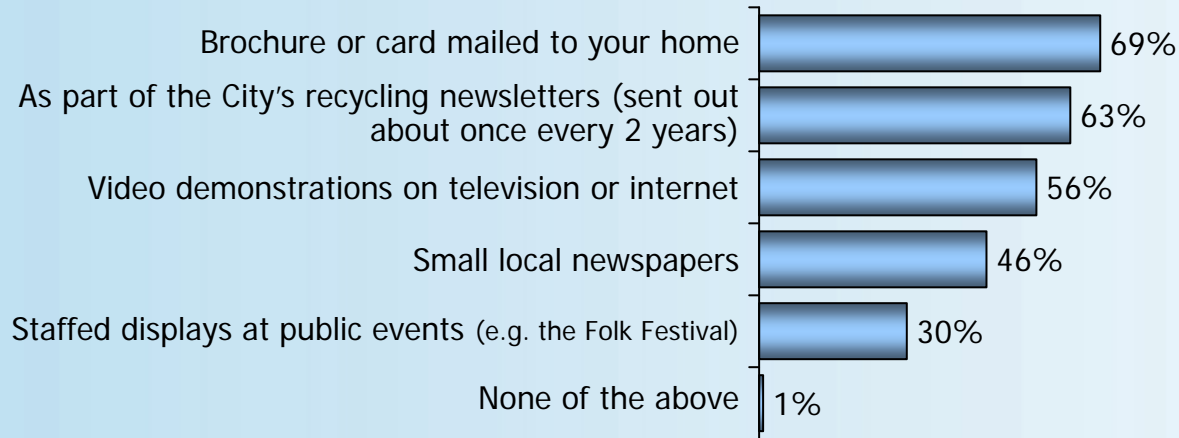 Brochure or card mailed to your home 69%
As part of the City's recycling newsletters (sent out
about once every 2 years) 63%
Video demonstrations on television or internet 56%
Small local newspapers 46%
Staffed displays at public events (e.g. the Folk Festival) 30%
None of the above 1%